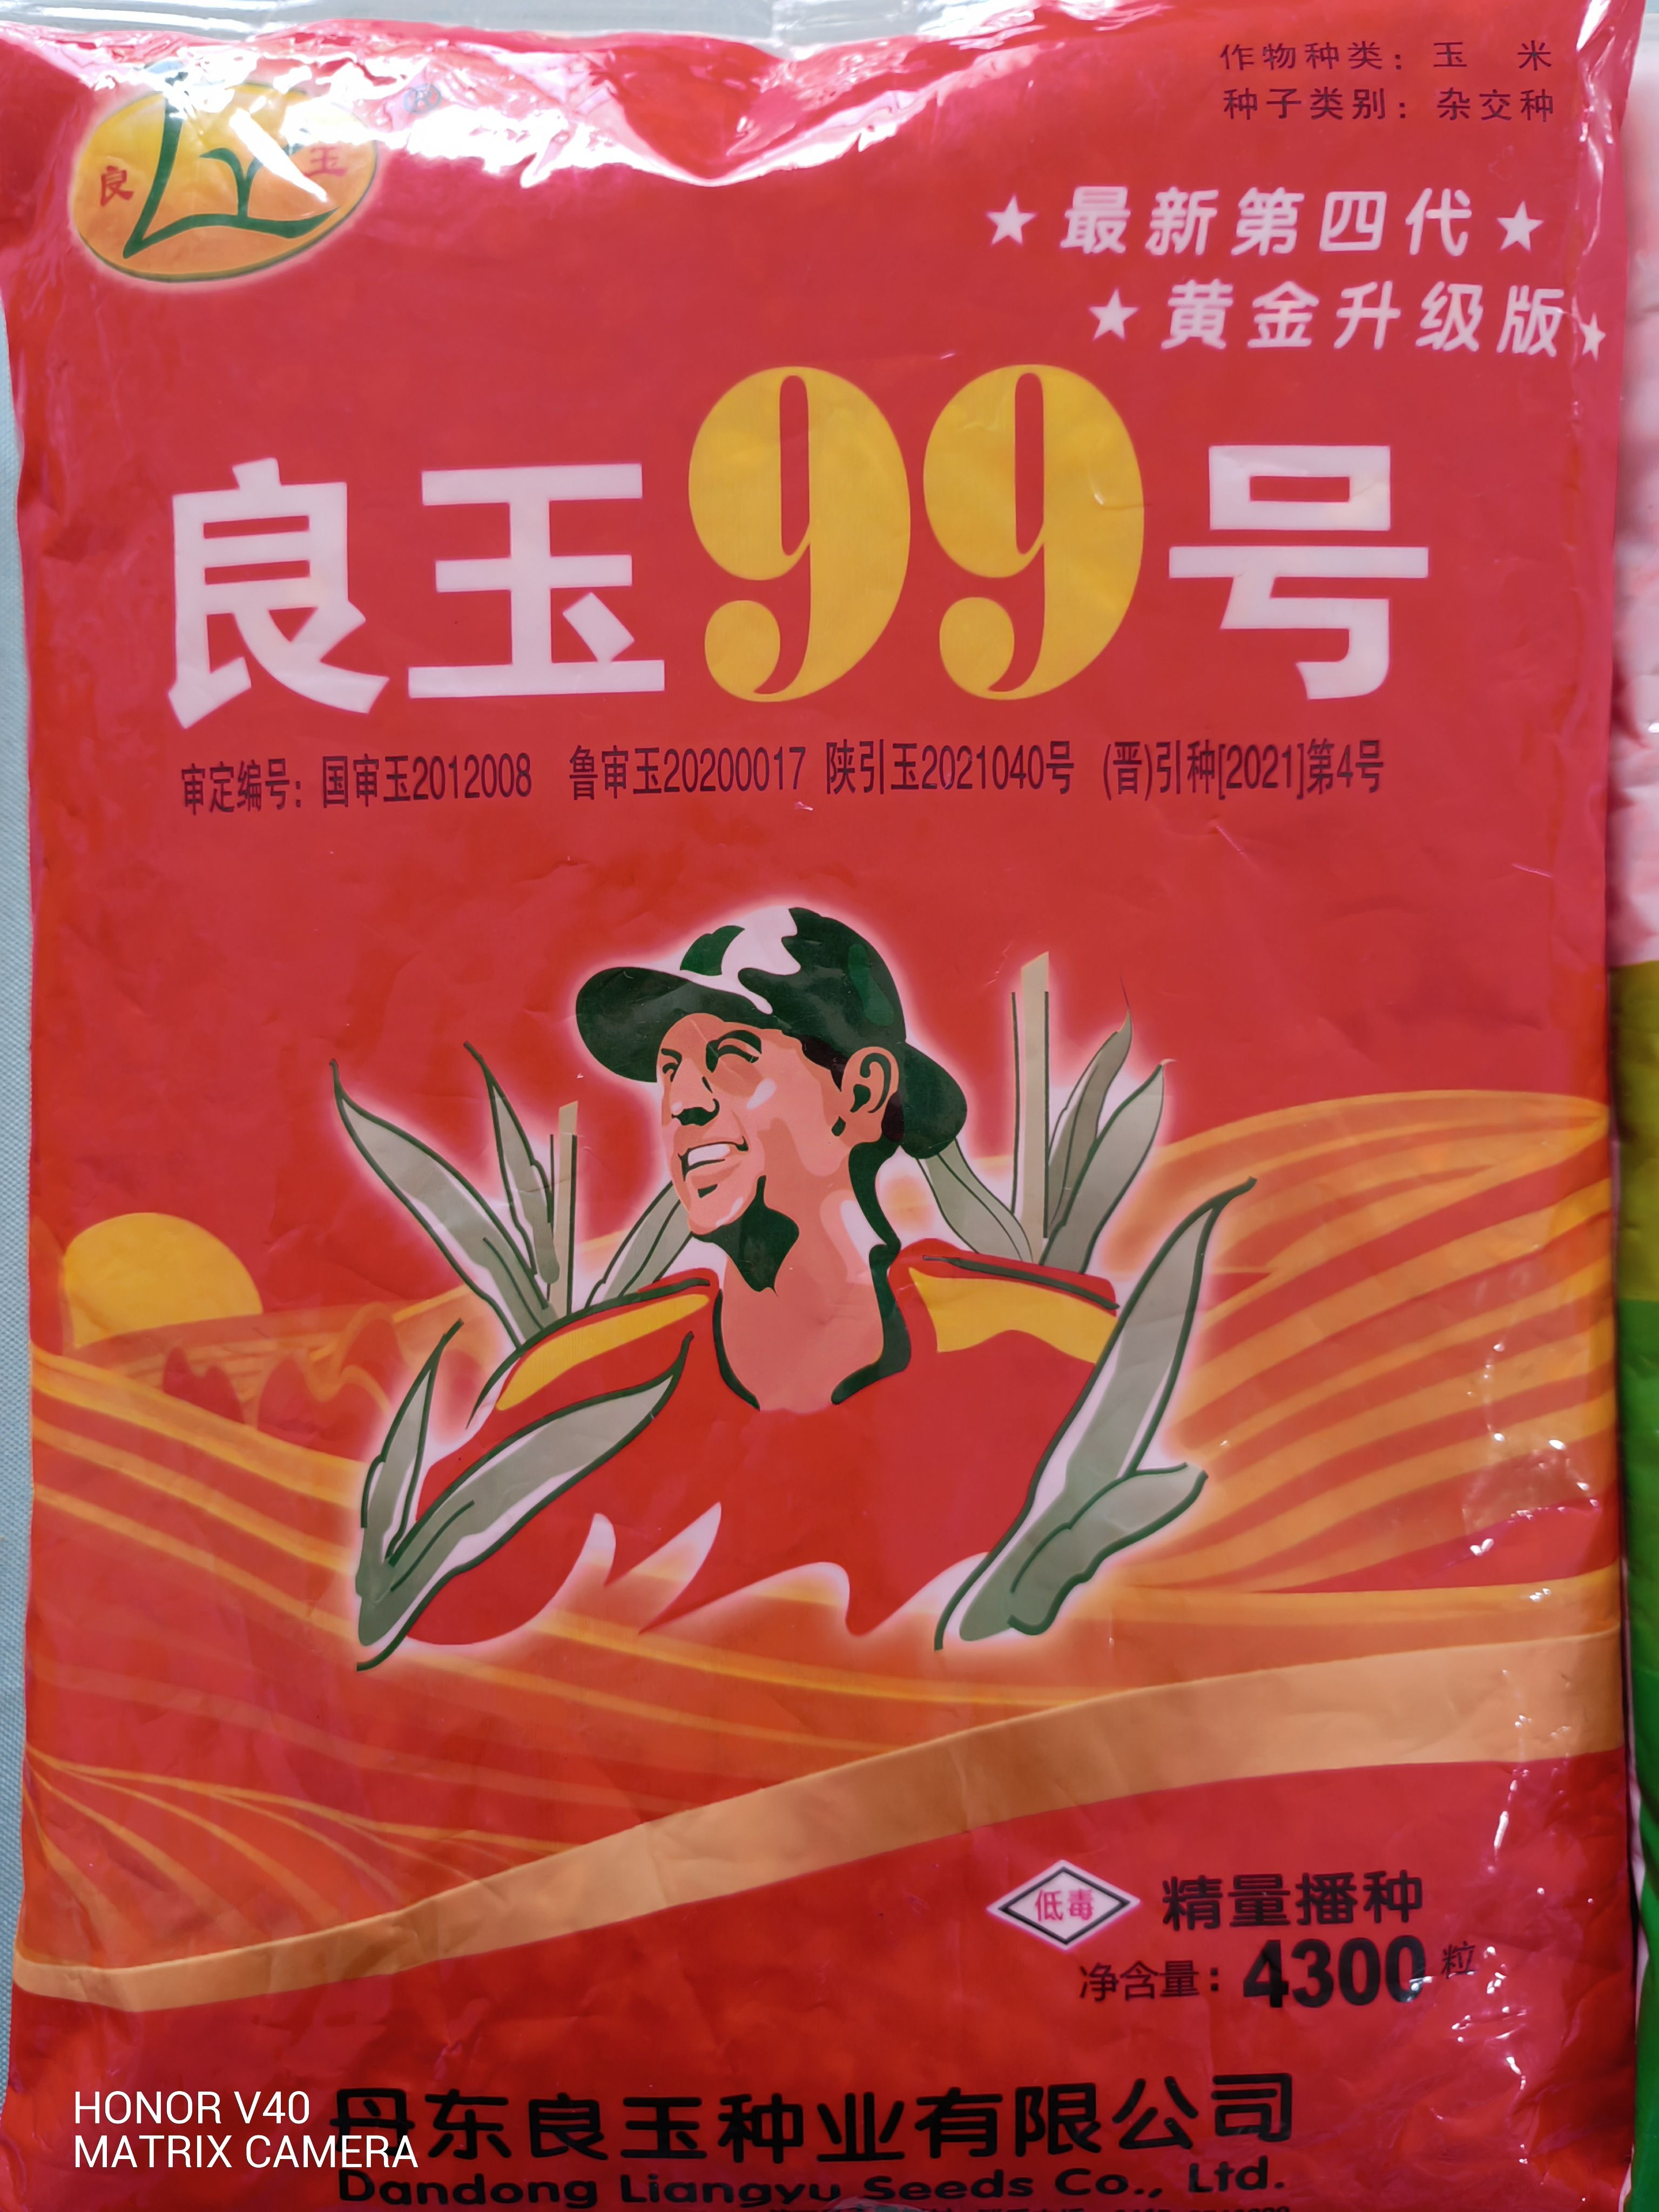 作物种类：玉 米
种子类别：杂交种
良 玉 ®
★最新第四代★
★黄金升级版★
良玉99号
审定编号：国审玉2012008 鲁审玉20200017 陕引玉2021040号 (晋)引种[2021]第4号
低毒 精量播种
净含量：4300粒
丹东良玉种业有限公司
Dandong Liangyu Seeds Co., Ltd.
HONOR V40
MATRIX CAMERA